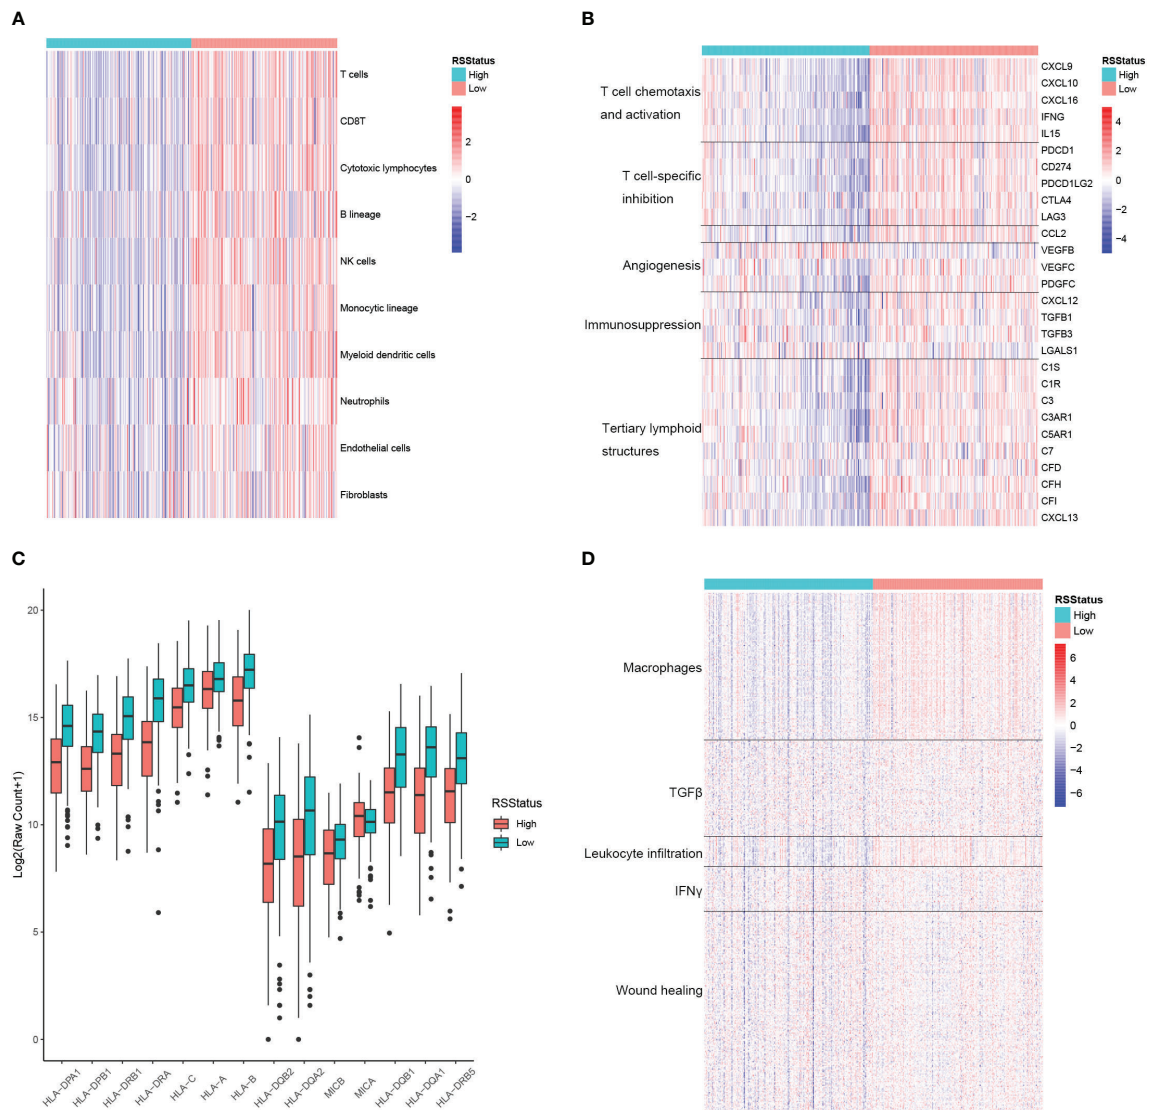 A
RSStatus
High
Low
2
0
−2
T cells
CD8T
Cytotoxic lymphocytes
B lineage
NK cells
Monocytic lineage
Myeloid dendritic cells
Neutrophils
Endothelial cells
Fibroblasts
B
T cell chemotaxis
and activation
T cell-specific
inhibition
Angiogenesis
Immunosuppression
Tertiary lymphoid
structures
CXCL9
CXCL10
CXCL16
IFNG
IL15
PDCD1
CD274
PDCD1LG2
CTLA4
LAG3
CCL2
VEGFB
VEGFC
PDGFC
CXCL12
TGFB1
TGFB3
LGALS1
C1S
C1R
C3
C3AR1
C5AR1
C7
CFD
CFH
CFI
CXCL13
RSStatus
High
Low
4
2
0
−2
−4
C
Log2(Raw Count+1)
20
15
10
5
0
HLA−DPA1
HLA−DPB1
HLA−DRB1
HLA−DRA
HLA−C
HLA−A
HLA−B
HLA−DQB2
HLA−DQA2
MICB
MICA
HLA−DQB1
HLA−DQA1
HLA−DRB5
RSStatus
High
Low
D
Macrophages
TGFβ
Leukocyte infiltration
IFNγ
Wound healing
RSStatus
High
Low
6
4
2
0
−2
−4
−6